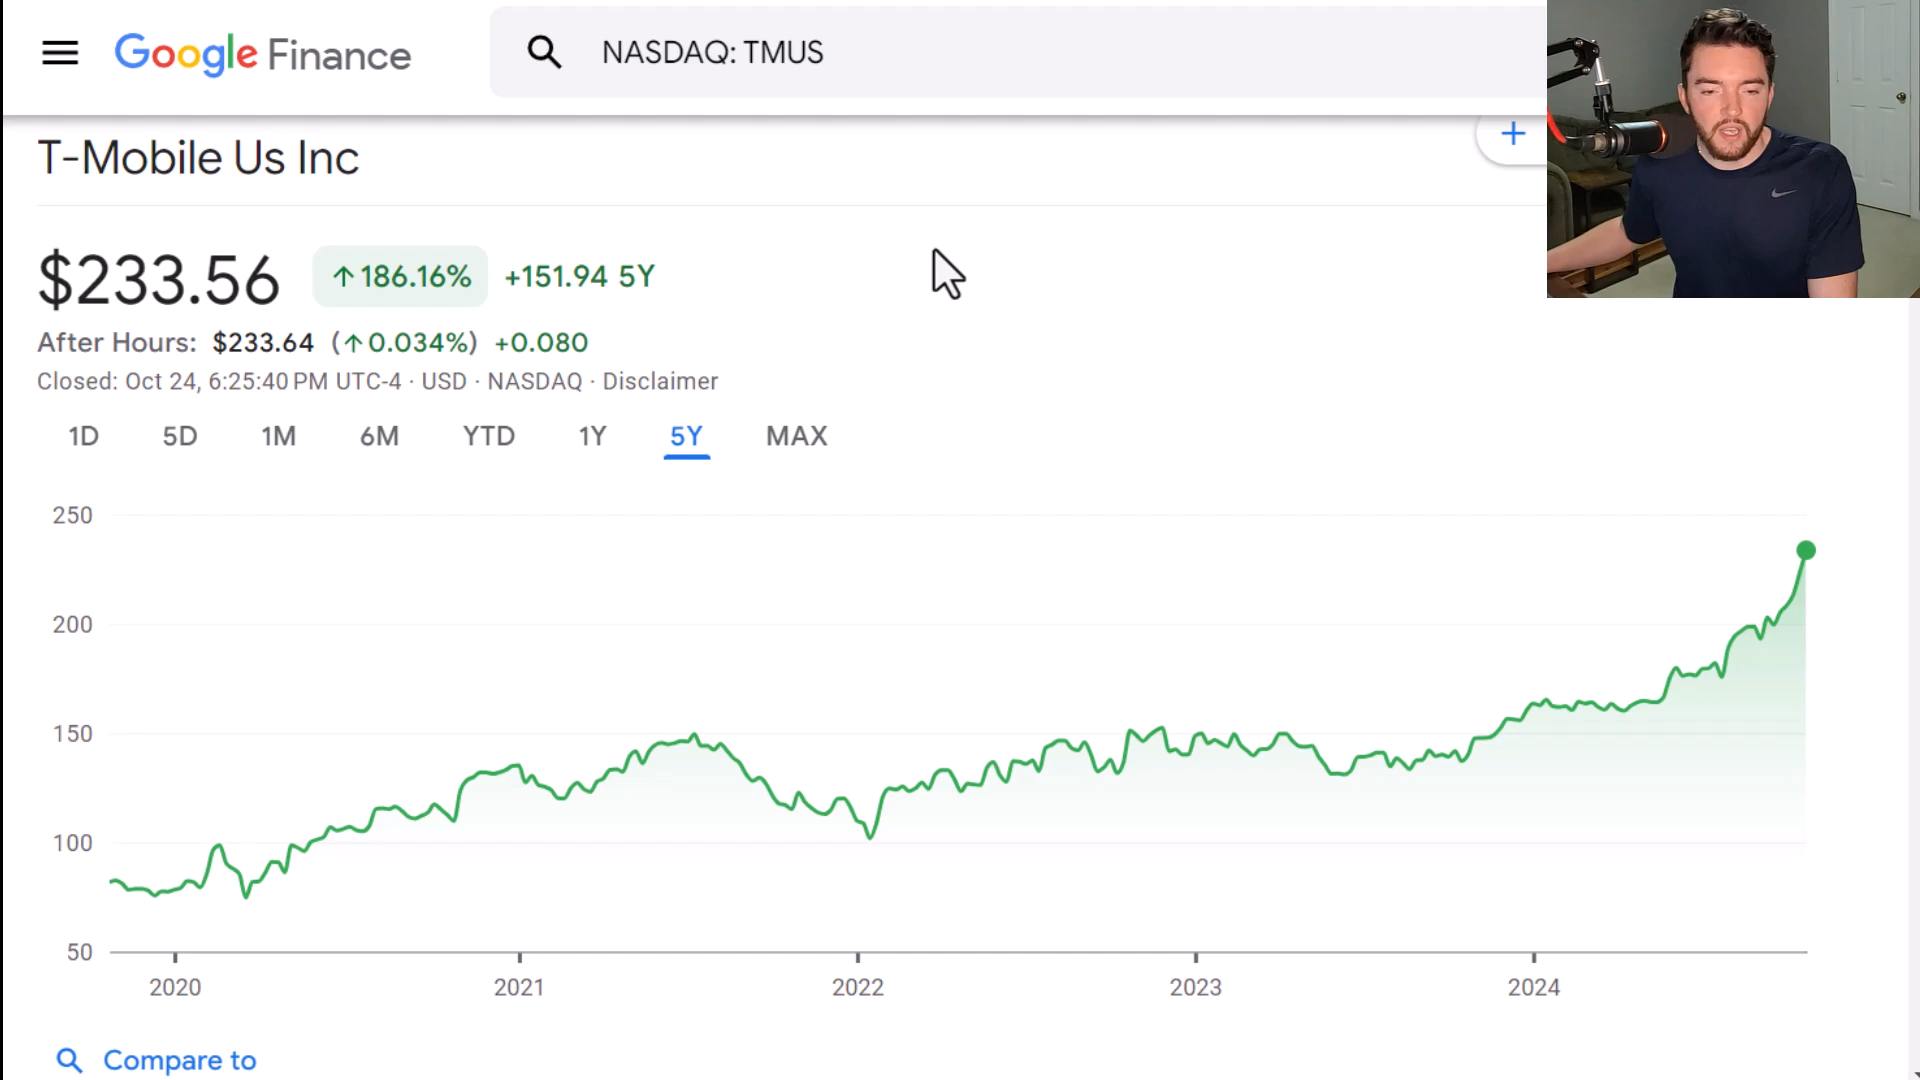 Google Finance
NASDAQ: TMUS
T-Mobile Us Inc
$233.56 ↑186.16% +151.94 5Y
After Hours: $233.64 (↑0.034%) +0.080
Closed: Oct 24, 6:25:40 PM UTC-4 · USD · NASDAQ · Disclaimer
1D 5D 1M 6M YTD 1Y 5Y MAX
250
200
150
100
50
2020 2021 2022 2023 2024
Compare to